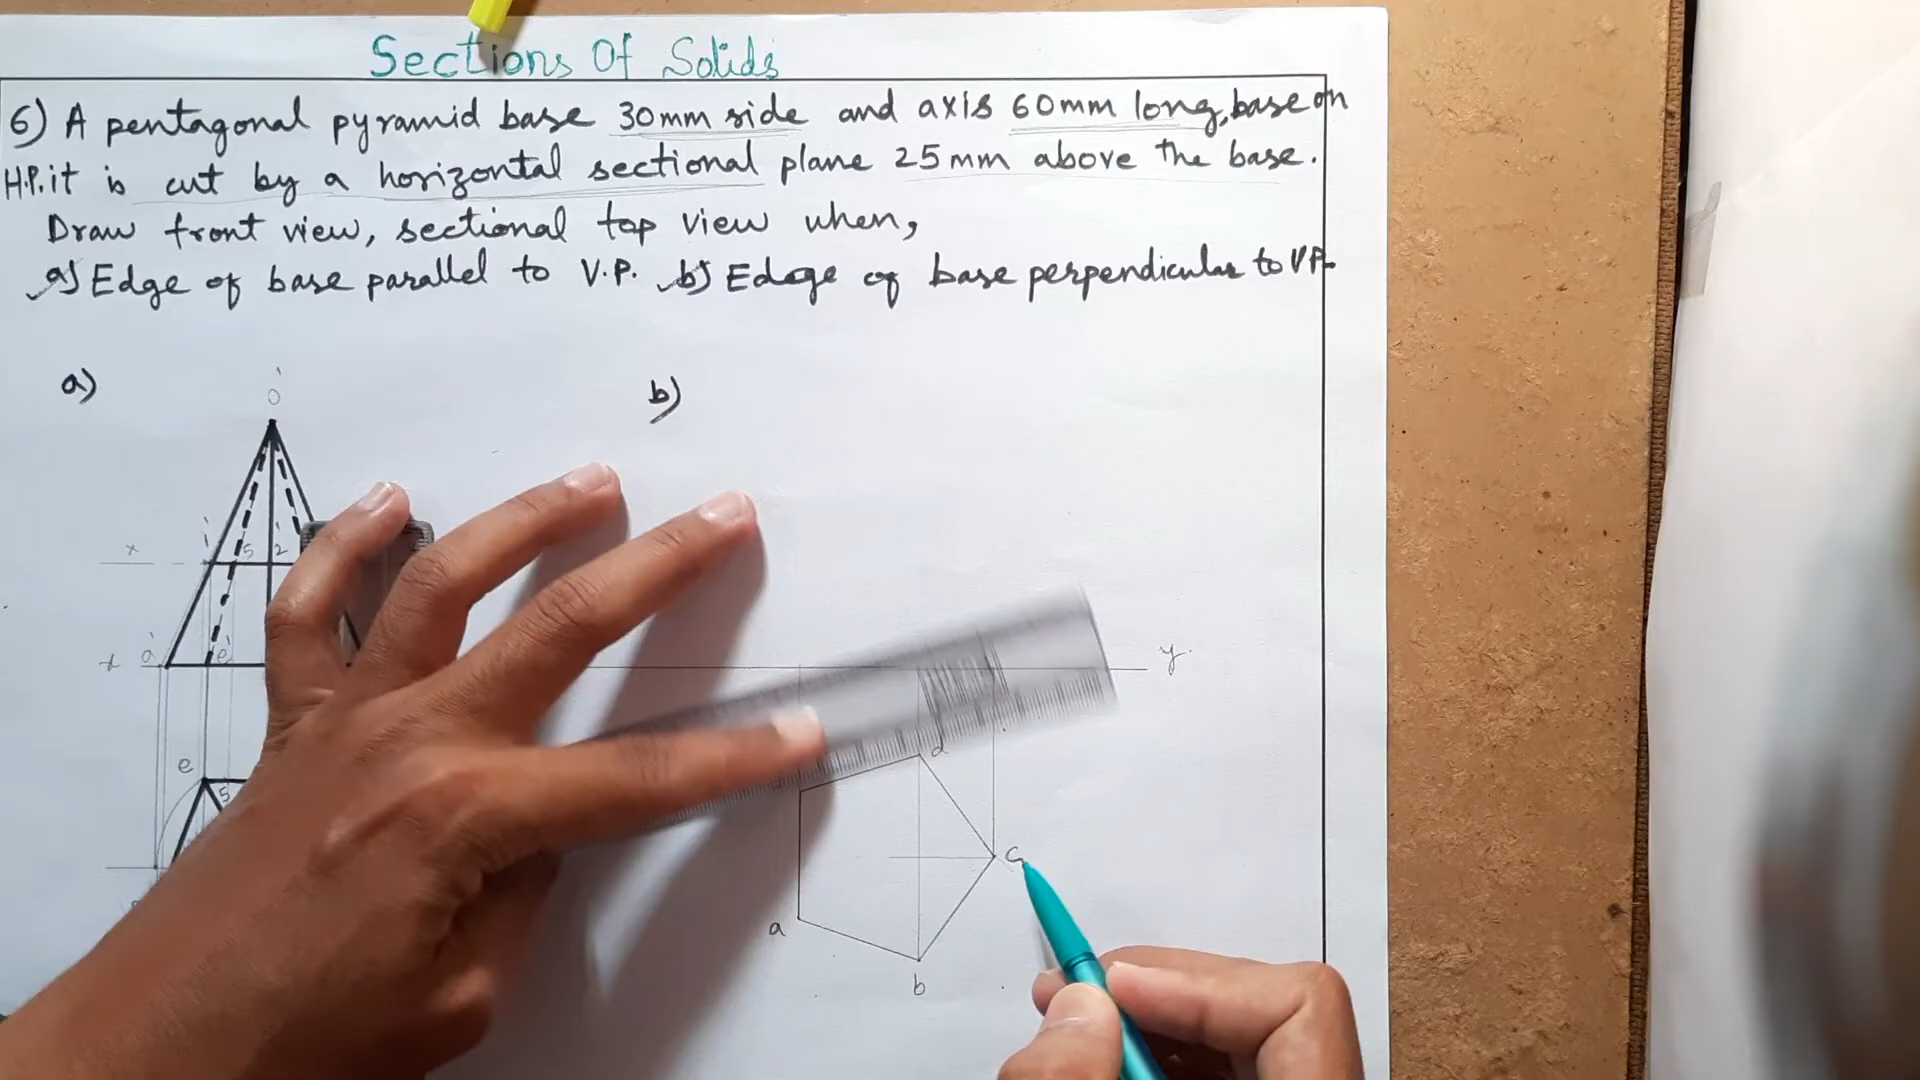 Sections Of Solids
6) A pentagonal pyramid base 30mm side and axis 60mm long, base on
H.P. it is cut by a horizontal sectional plane 25mm above the base.
Draw front view, sectional top view when,
a) Edge of base parallel to V.P. b) Edge of base perpendicular to V.P.
a)
b)
o'
x
1'
5'
2'
x
a'
e'
y
e
5
d
c
a
b